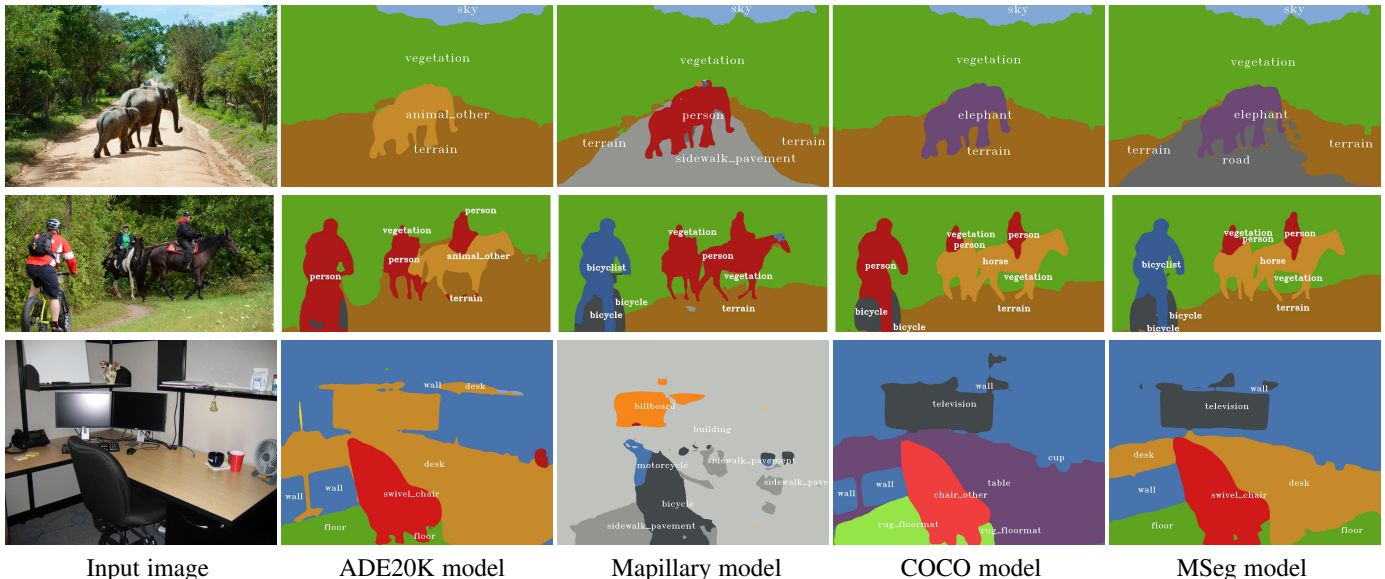 sky
vegetation
animal_other
terrain
sky
vegetation
person
terrain
terrain
sidewalk_pavement
sky
vegetation
elephant
terrain
sky
vegetation
elephant
terrain
terrain
road
person
vegetation
person
animal_other
person
terrain
vegetation
person
bicyclist
vegetation
bicycle
bicycle
terrain
vegetation
person
person
horse
person
vegetation
bicycle
terrain
bicycle
vegetation
person
person
horse
bicyclist
vegetation
bicycle
terrain
bicycle
wall
desk
desk
wall
wall
swivel_chair
floor
floor
billboard
building
motorcycle
sidewalk_pavement
sidewalk_pave
bicycle
sidewalk_pavement
wall
television
cup
table
wall
wall
chair_other
rug_floormat
rug_floormat
wall
television
desk
desk
wall
swivel_chair
floor
floor
Input image
ADE20K model
Mapillary model
COCO model
MSeg model